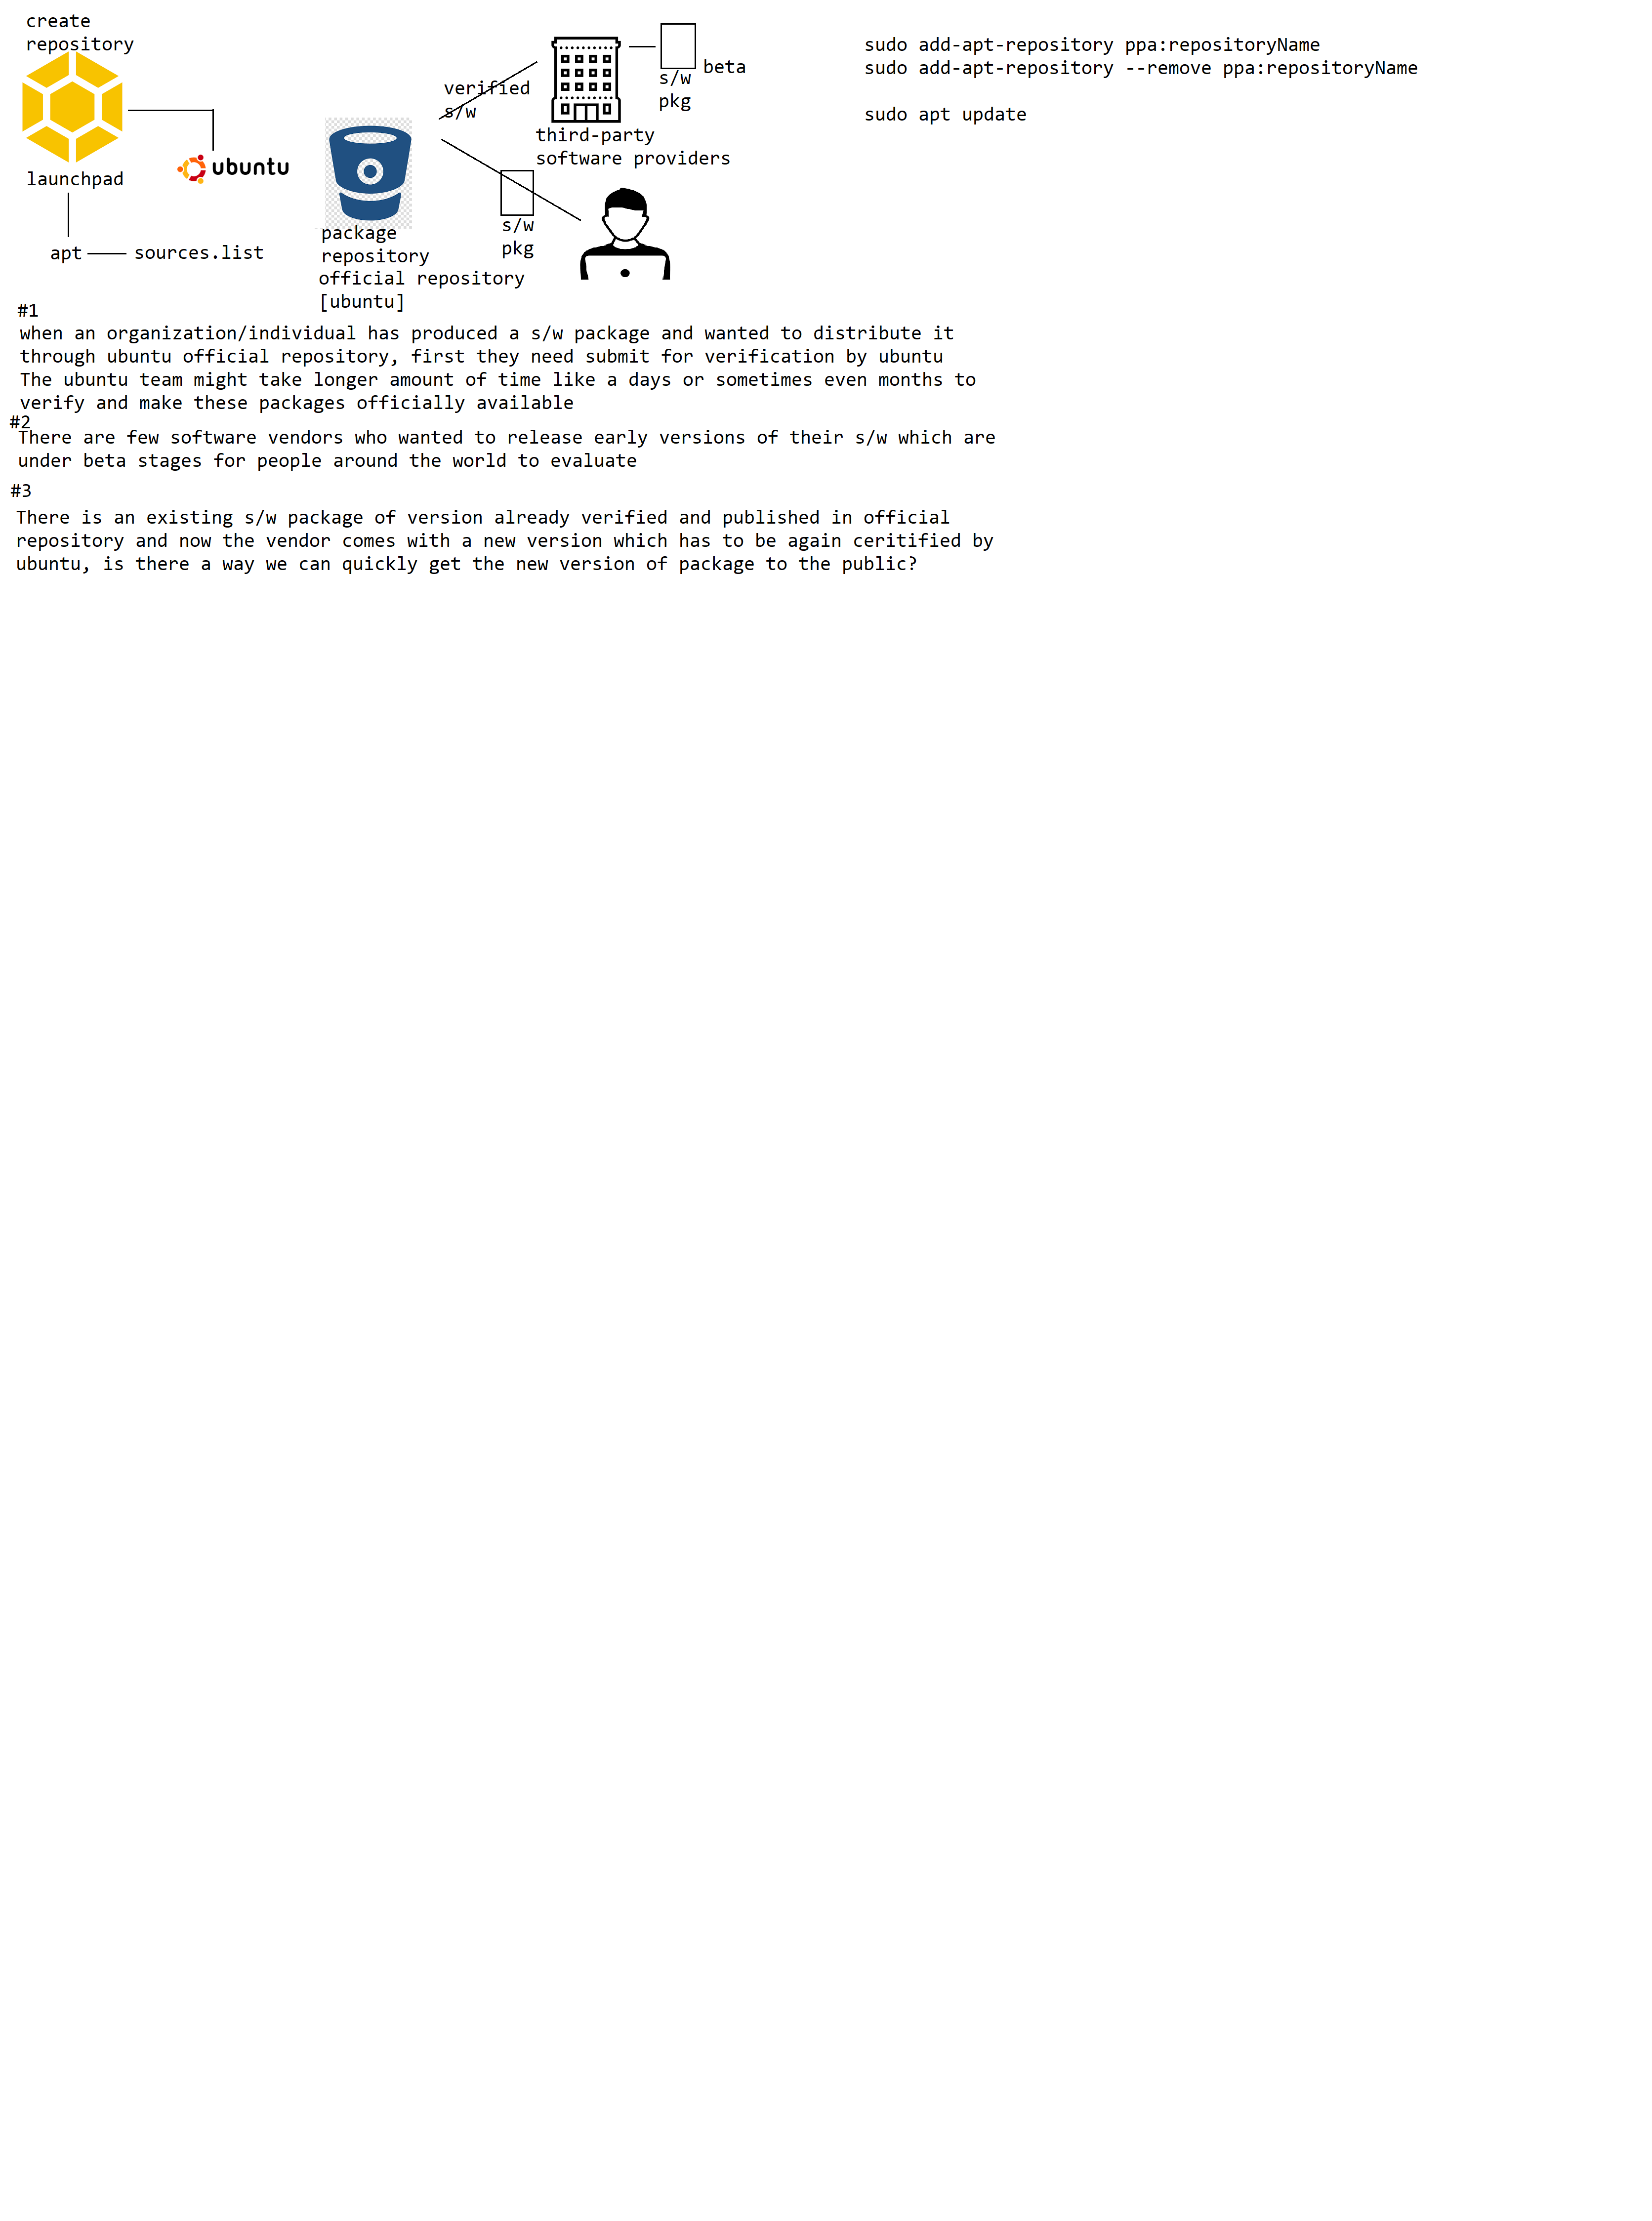 create
repository
launchpad
ubuntu
apt
sources.list
package
repository
official repository
[ubuntu]
verified
s/w
third-party
software providers
s/w
pkg
beta
s/w
pkg
sudo add-apt-repository ppa:repositoryName
sudo add-apt-repository --remove ppa:repositoryName
sudo apt update
#1
when an organization/individual has produced a s/w package and wanted to distribute it
through ubuntu official repository, first they need submit for verification by ubuntu
The ubuntu team might take longer amount of time like a days or sometimes even months to
verify and make these packages officially available
#2
There are few software vendors who wanted to release early versions of their s/w which are
under beta stages for people around the world to evaluate
#3
There is an existing s/w package of version already verified and published in official
repository and now the vendor comes with a new version which has to be again ceritified by
ubuntu, is there a way we can quickly get the new version of package to the public?